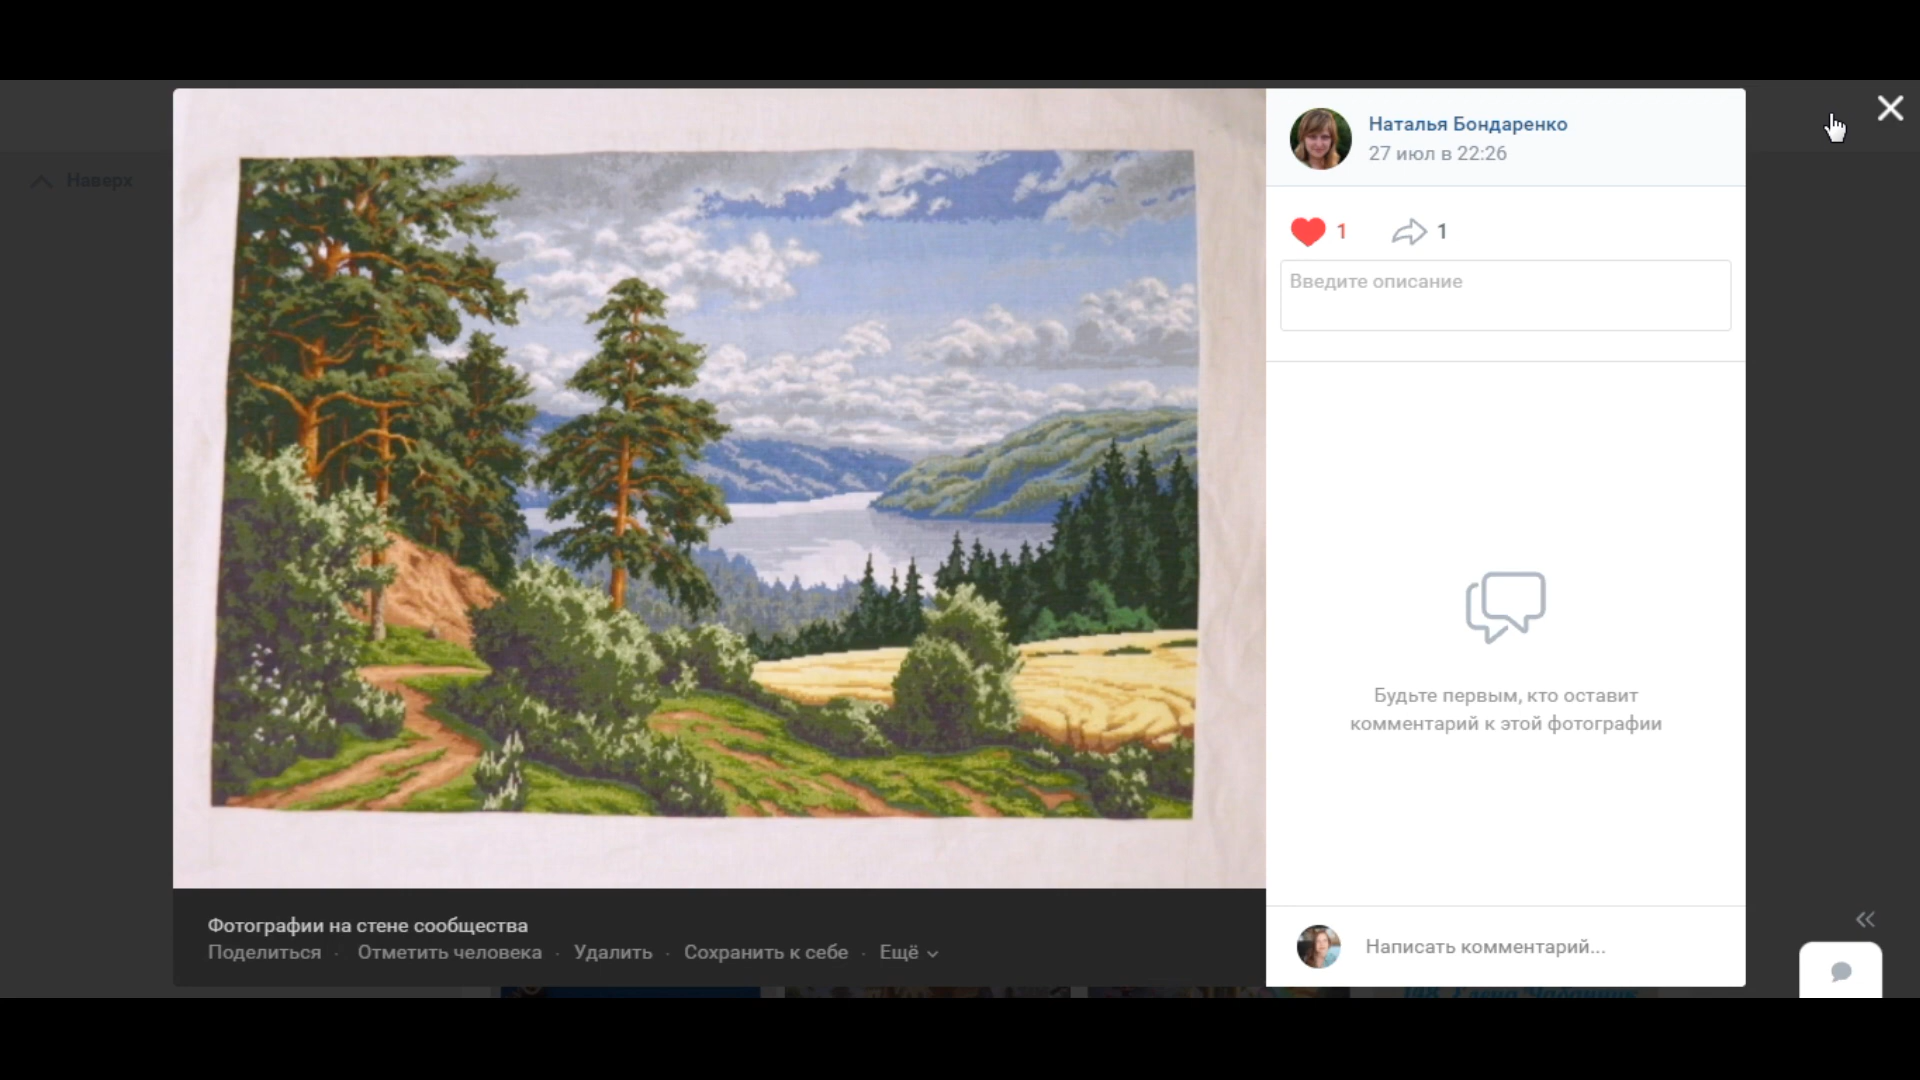 Наверх
Наталья Бондаренко
27 июл в 22:26
1
1
Введите описание
Будьте первым, кто оставит
комментарий к этой фотографии
Фотографии на стене сообщества
Поделиться · Отметить человека · Удалить · Сохранить к себе · Ещё
Написать комментарий...